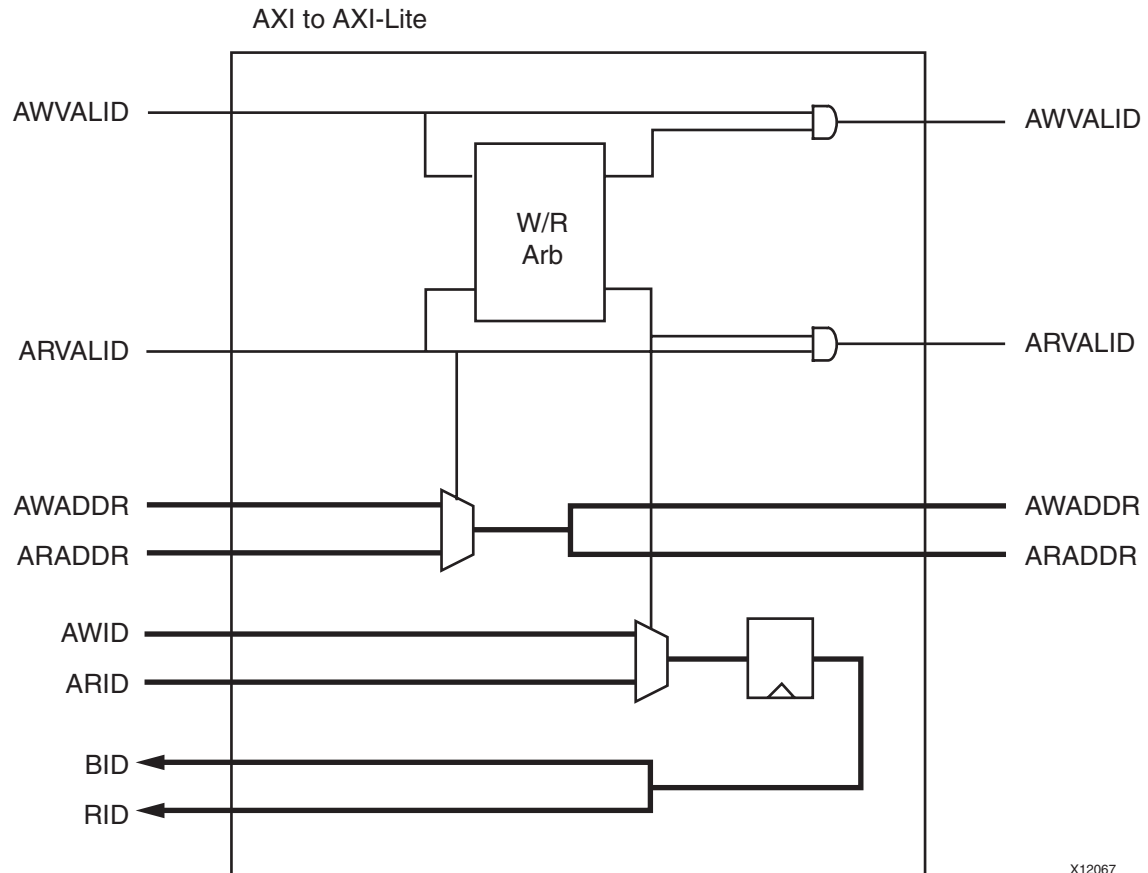 AXI to AXI-Lite
AWVALID
AWVALID
W/R
Arb
ARVALID
ARVALID
AWADDR
AWADDR
ARADDR
ARADDR
AWID
ARID
BID
RID
X12067